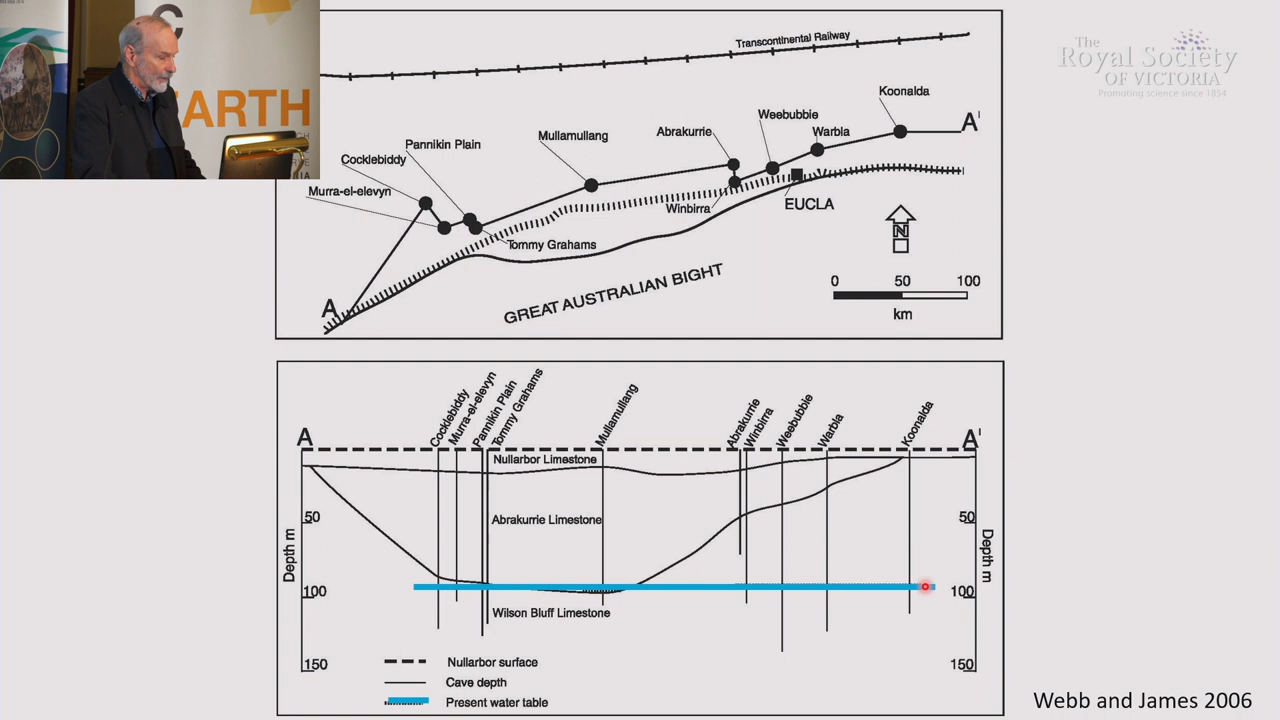 C
EARTH
The
Royal Society
OF VICTORIA
Promoting science since 1854
Transcontinental Railway
Koonalda
A'
Weebubbie
Abrakurrie
Warbla
Mullamullang
Pannikin Plain
Cocklebiddy
Murra-el-elevyn
Winbirra
EUCLA
Tommy Grahams
N
GREAT AUSTRALIAN BIGHT
A
0 50 100
km
Cocklebiddy
Murra-el-elevyn
Pannikin Plain
Tommy Grahams
Mullamullang
Abrakurrie
Winbirra
Weebubbie
Warbla
Koonalda
A A'
Nullarbor Limestone
50 50
Abrakurrie Limestone
Depth m Depth m
100 100
Wilson Bluff Limestone
150 150
Nullarbor surface
Cave depth
Present water table
Webb and James 2006